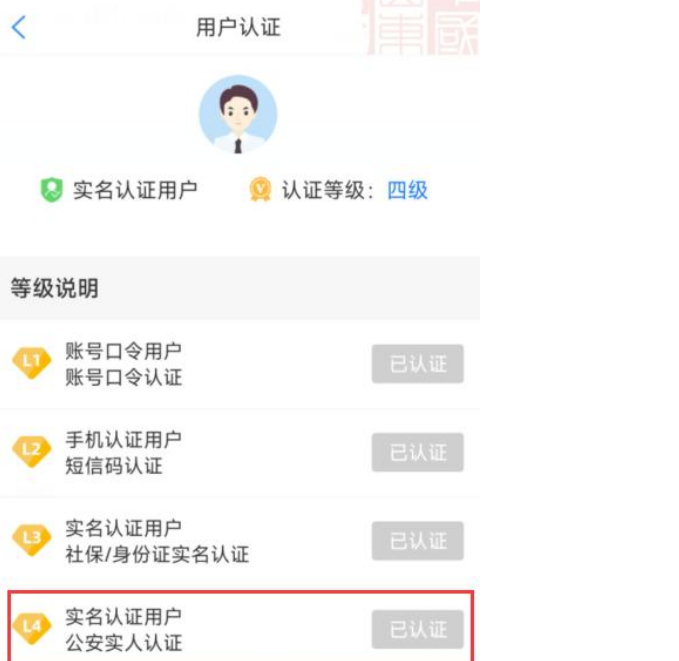 用户认证
实名认证用户
认证等级：四级
等级说明
L1
账号口令用户
账号口令认证
已认证
L2
手机认证用户
短信码认证
已认证
L3
实名认证用户
社保/身份证实名认证
已认证
L4
实名认证用户
公安实人认证
已认证